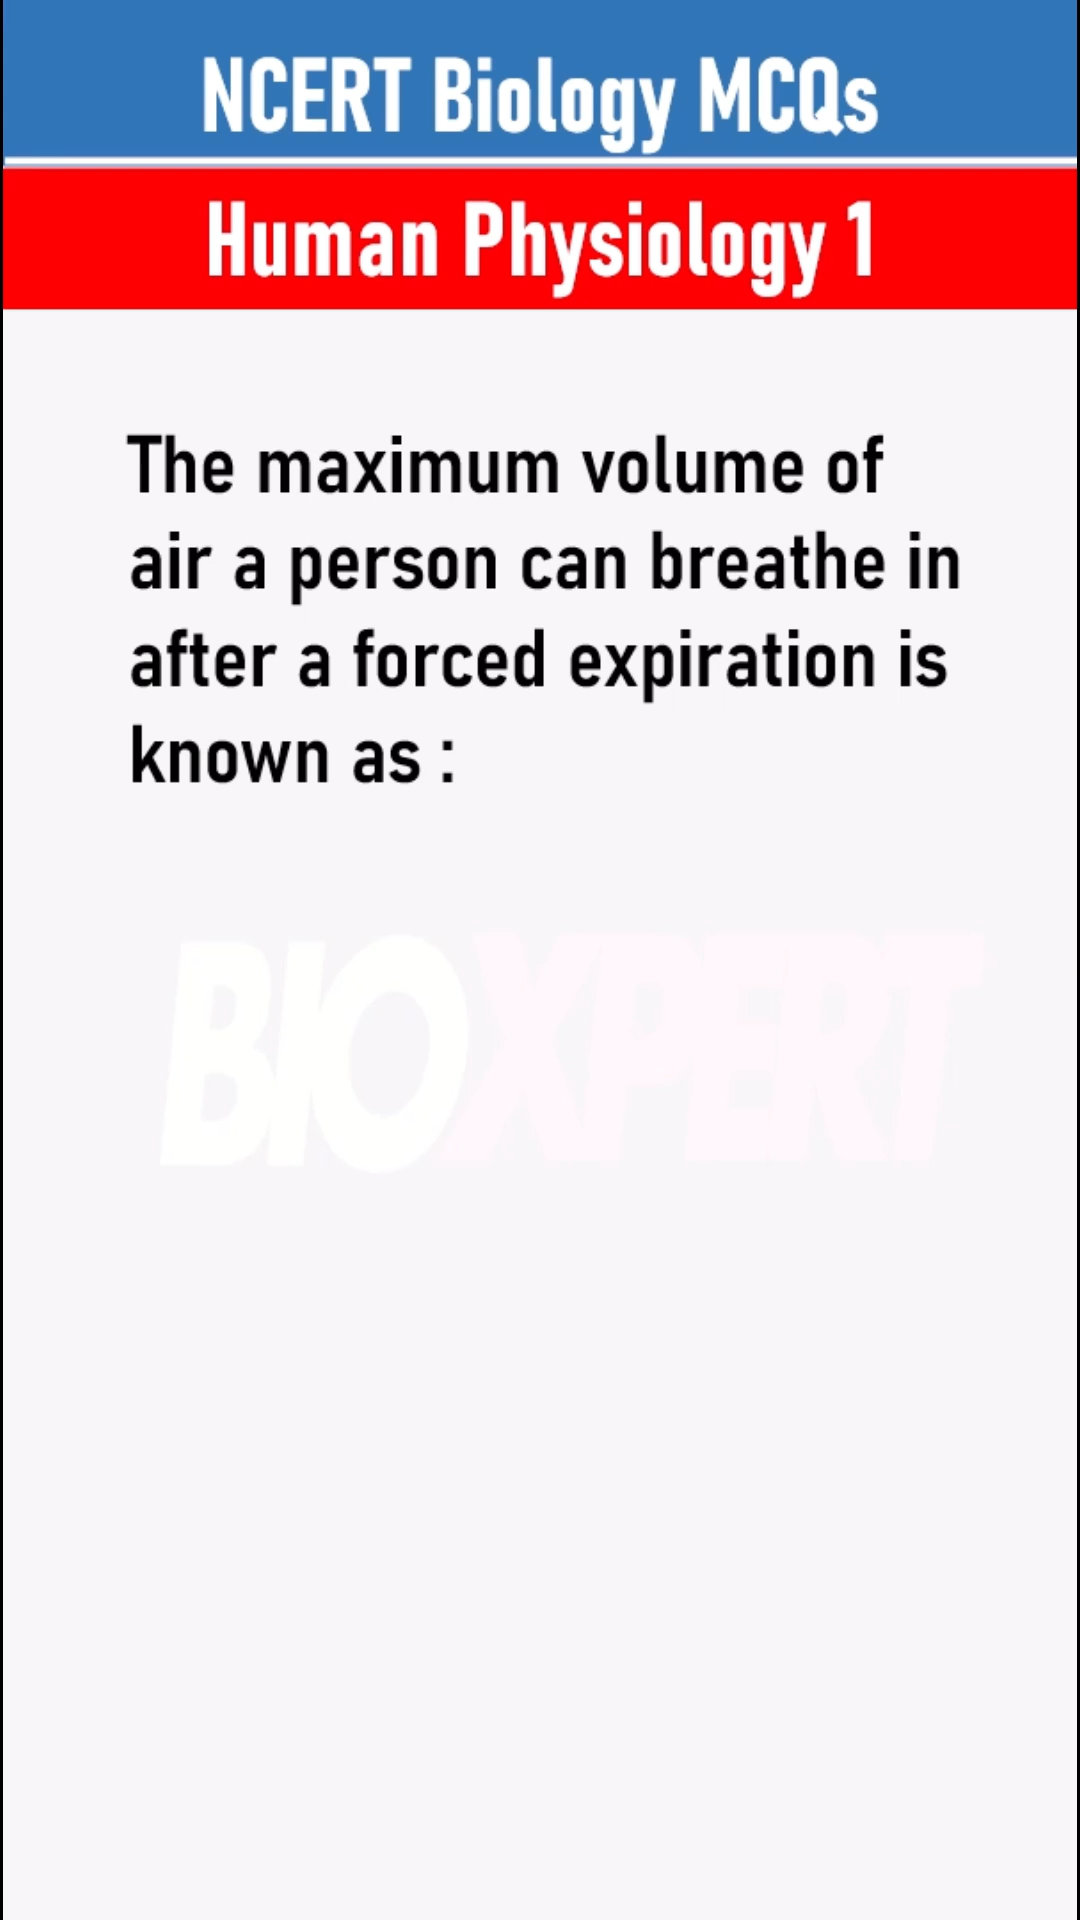 NCERT Biology MCQs
Human Physiology 1
The maximum volume of
air a person can breathe in
after a forced expiration is
known as :
BIOXPERT